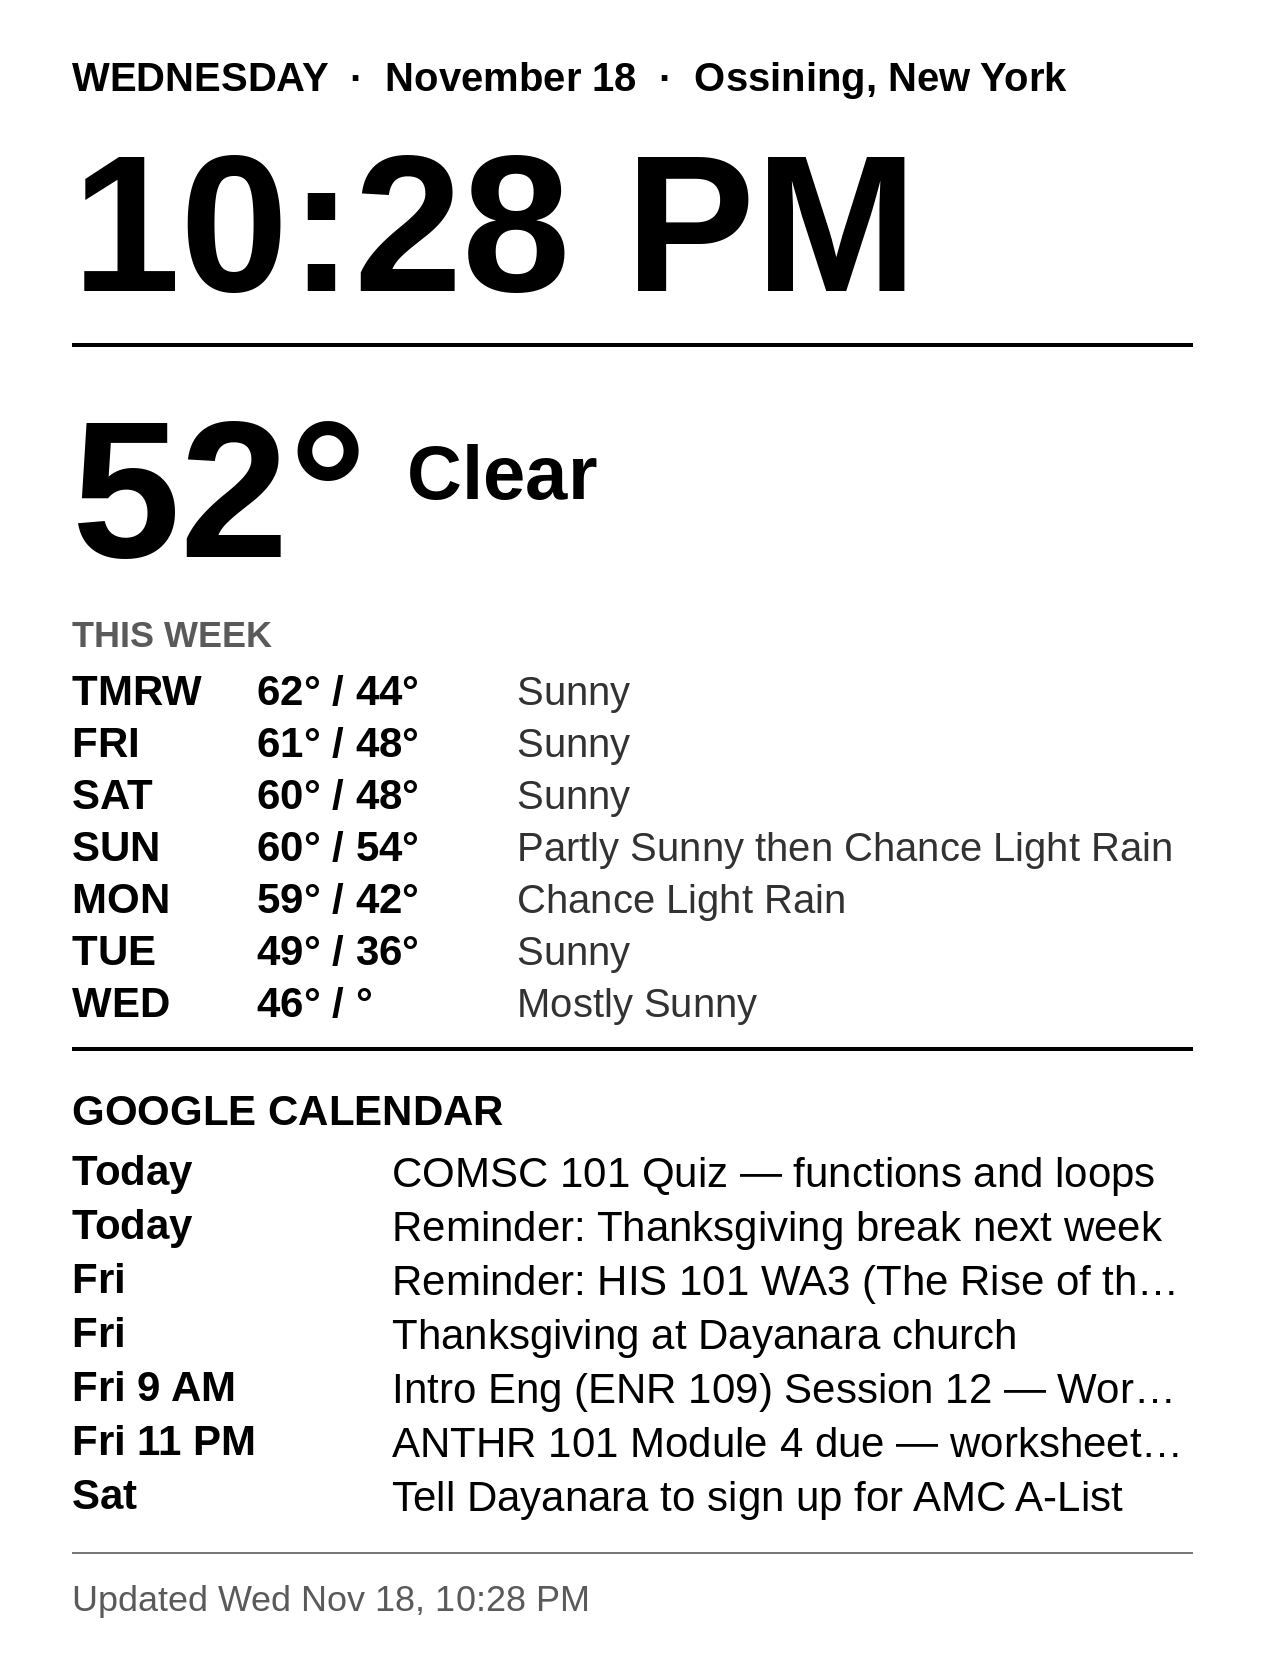 WEDNESDAY · November 18 · Ossining, New York
10:28 PM
52° Clear
THIS WEEK
TMRW 62° / 44° Sunny
FRI 61° / 48° Sunny
SAT 60° / 48° Sunny
SUN 60° / 54° Partly Sunny then Chance Light Rain
MON 59° / 42° Chance Light Rain
TUE 49° / 36° Sunny
WED 46° / ° Mostly Sunny
GOOGLE CALENDAR
Today COMSC 101 Quiz — functions and loops
Today Reminder: Thanksgiving break next week
Fri Reminder: HIS 101 WA3 (The Rise of th…
Fri Thanksgiving at Dayanara church
Fri 9 AM Intro Eng (ENR 109) Session 12 — Wor…
Fri 11 PM ANTHR 101 Module 4 due — worksheet…
Sat Tell Dayanara to sign up for AMC A-List
Updated Wed Nov 18, 10:28 PM